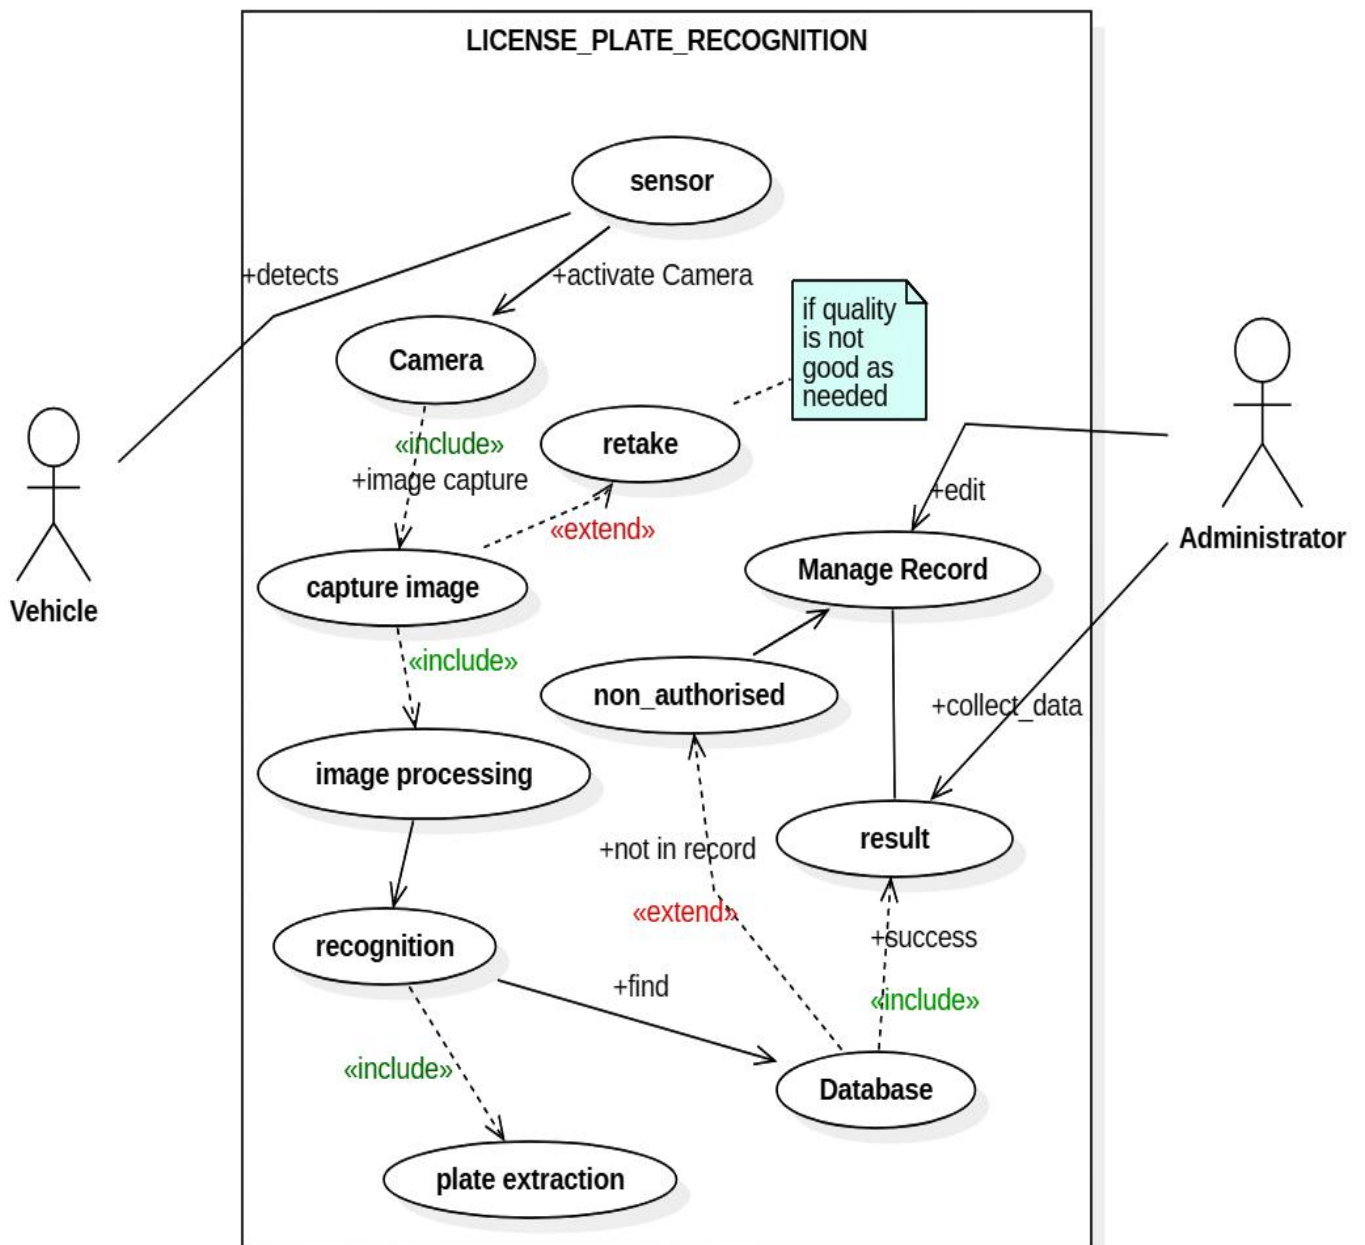 LICENSE_PLATE_RECOGNITION
sensor
+detects
+activate Camera
if quality
is not
good as
needed
Camera
«include»
+image capture
retake
«extend»
+edit
Administrator
Manage Record
capture image
Vehicle
«include»
non_authorised
+collect_data
image processing
+not in record
result
«extend»
+success
recognition
+find
«include»
«include»
Database
plate extraction